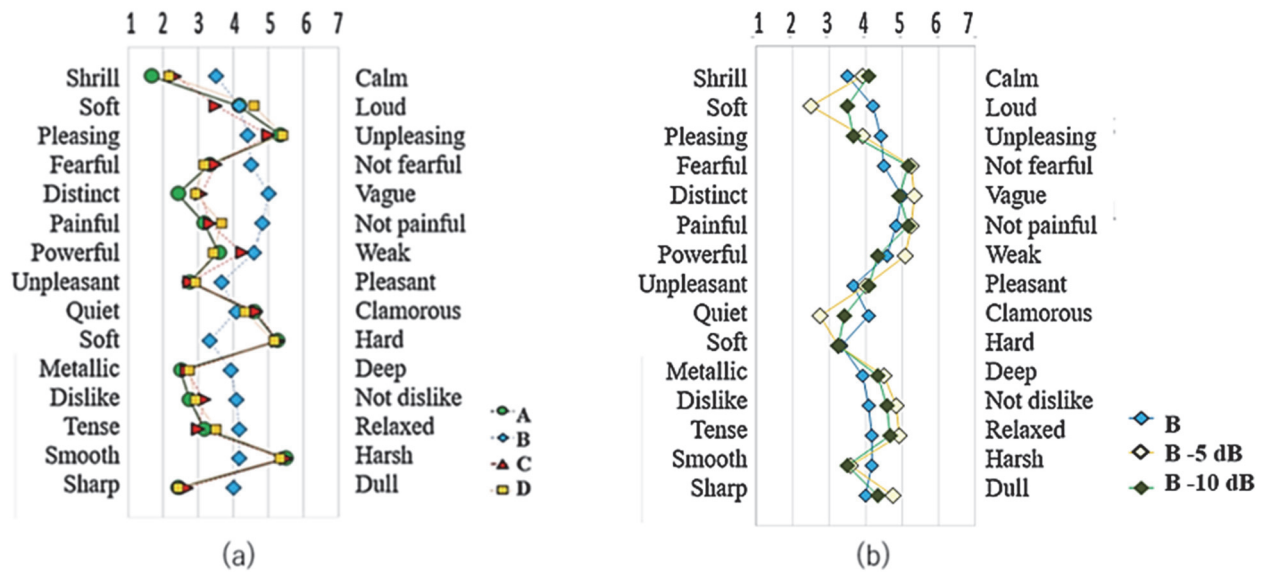 1 2 3 4 5 6 7
Shrill Calm
Soft Loud
Pleasing Unpleasing
Fearful Not fearful
Distinct Vague
Painful Not painful
Powerful Weak
Unpleasant Pleasant
Quiet Clamorous
Soft Hard
Metallic Deep
Dislike Not dislike
Tense Relaxed
Smooth Harsh
Sharp Dull
A
B
C
D
(a)
1 2 3 4 5 6 7
Shrill Calm
Soft Loud
Pleasing Unpleasing
Fearful Not fearful
Distinct Vague
Painful Not painful
Powerful Weak
Unpleasant Pleasant
Quiet Clamorous
Soft Hard
Metallic Deep
Dislike Not dislike
Tense Relaxed
Smooth Harsh
Sharp Dull
B
B -5 dB
B -10 dB
(b)